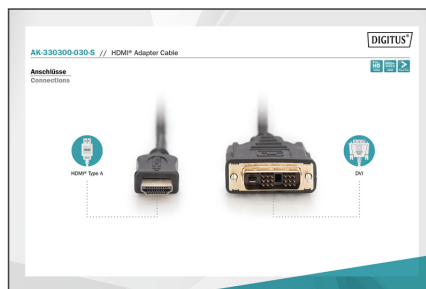 DIGITUS®
AK-330300-030-S // HDMI® Adapter Cable
Anschlüsse
Connections
HDMI® Type A
DVI